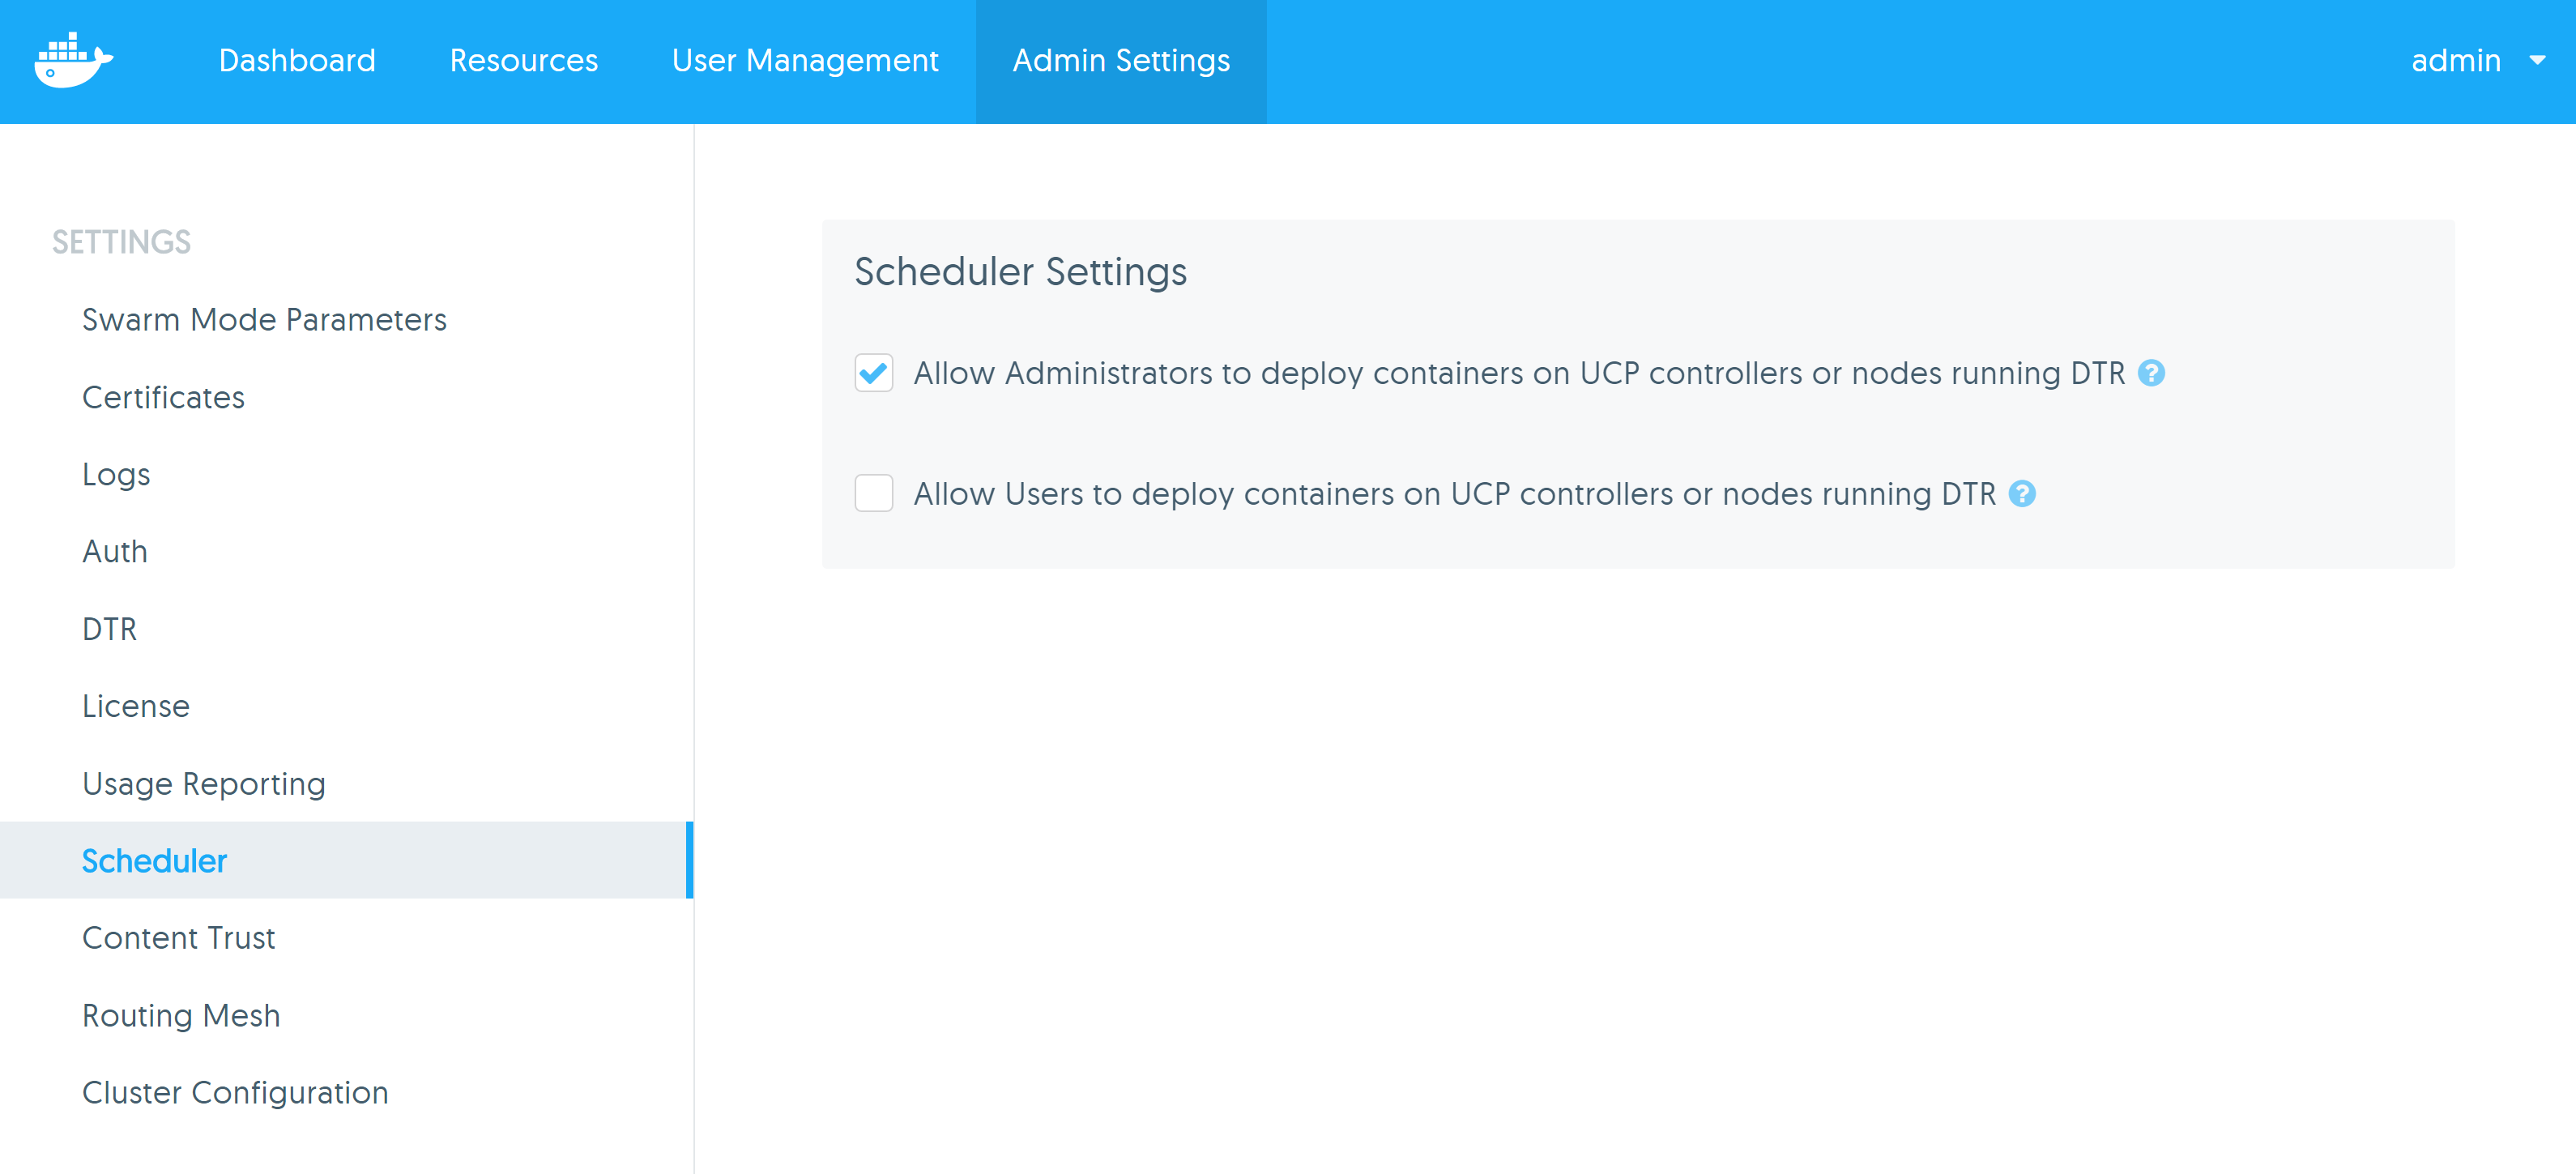 Dashboard Resources User Management Admin Settings admin
SETTINGS
Swarm Mode Parameters
Certificates
Logs
Auth
DTR
License
Usage Reporting
Scheduler
Content Trust
Routing Mesh
Cluster Configuration
Scheduler Settings
Allow Administrators to deploy containers on UCP controllers or nodes running DTR ?
Allow Users to deploy containers on UCP controllers or nodes running DTR ?